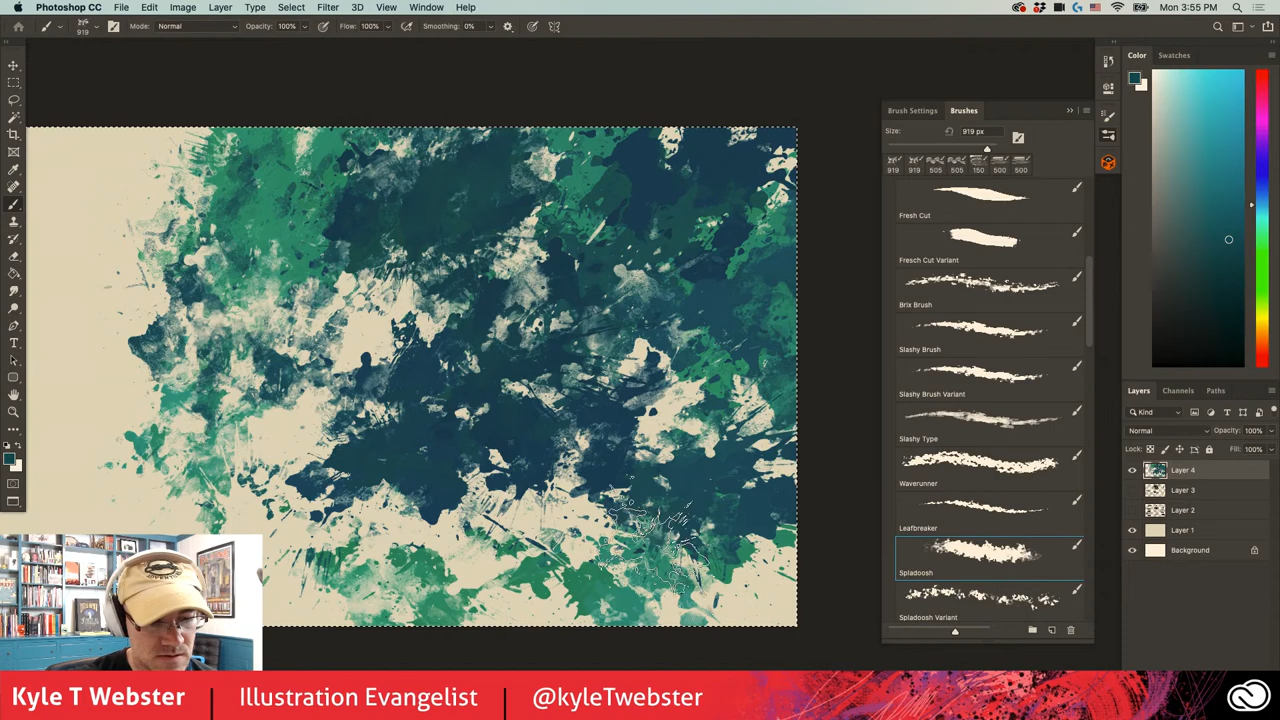 Photoshop CC File Edit Image Layer Type Select Filter 3D View Window Help Mon 3:55 PM
919 Mode: Normal Opacity: 100% Flow: 100% Smoothing: 0%
Brush Settings Brushes
Size: 919 px
919 919 505 505 150 500 500
Fresh Cut
Fresch Cut Variant
Brix Brush
Slashy Brush
Slashy Brush Variant
Slashy Type
Waverunner
Leafbreaker
Spladoosh
Spladoosh Variant
Color Swatches
Layers Channels Paths
Kind
Normal Opacity: 100%
Lock: Fill: 100%
Layer 4
Layer 3
Layer 2
Layer 1
Background
Kyle T Webster | Illustration Evangelist | @kyleTwebster